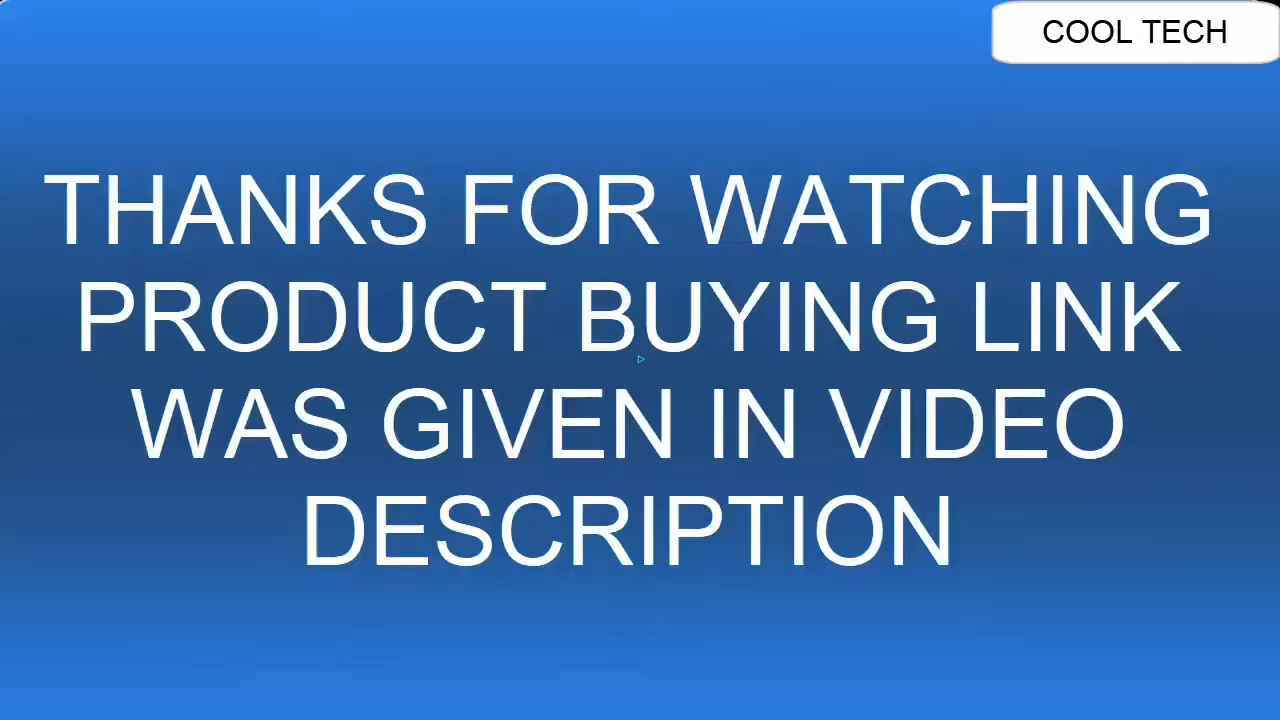 COOL TECH
THANKS FOR WATCHING
PRODUCT BUYING LINK
WAS GIVEN IN VIDEO
DESCRIPTION